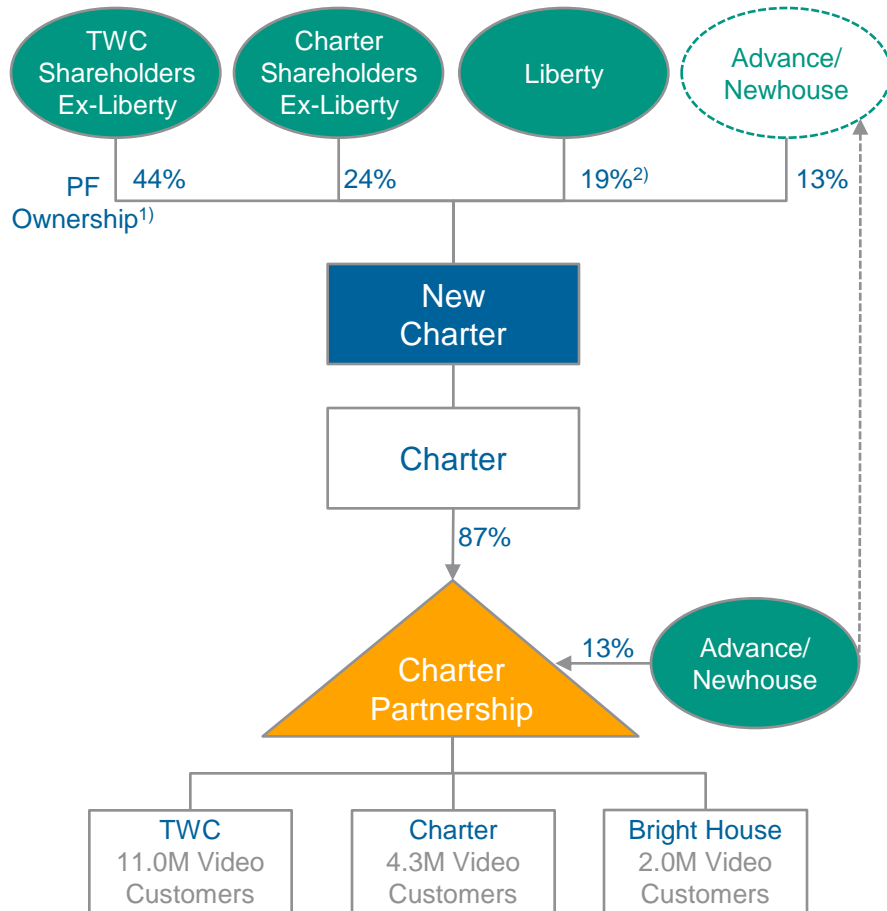 TWC
Shareholders
Ex-Liberty
Charter
Shareholders
Ex-Liberty
Liberty
Advance/
Newhouse
PF
Ownership1)
44%
24%
19%2)
13%
New
Charter
Charter
87%
13%
Advance/
Newhouse
Charter
Partnership
TWC
11.0M Video
Customers
Charter
4.3M Video
Customers
Bright House
2.0M Video
Customers